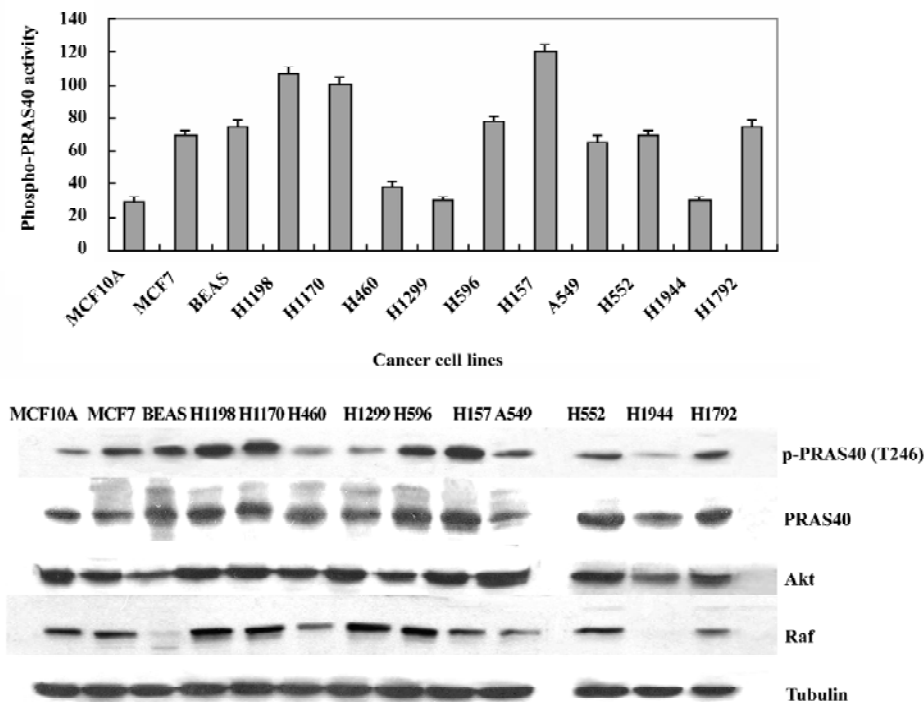 Phospho-PRAS40 activity
140
120
100
80
60
40
20
0
MCF10A
MCF7
BEAS
H1198
H1170
H460
H1299
H596
H157
A549
H552
H1944
H1792
Cancer cell lines
MCF10A MCF7 BEAS H1198 H1170 H460 H1299 H596 H157 A549 H552 H1944 H1792
p-PRAS40 (T246)
PRAS40
Akt
Raf
Tubulin